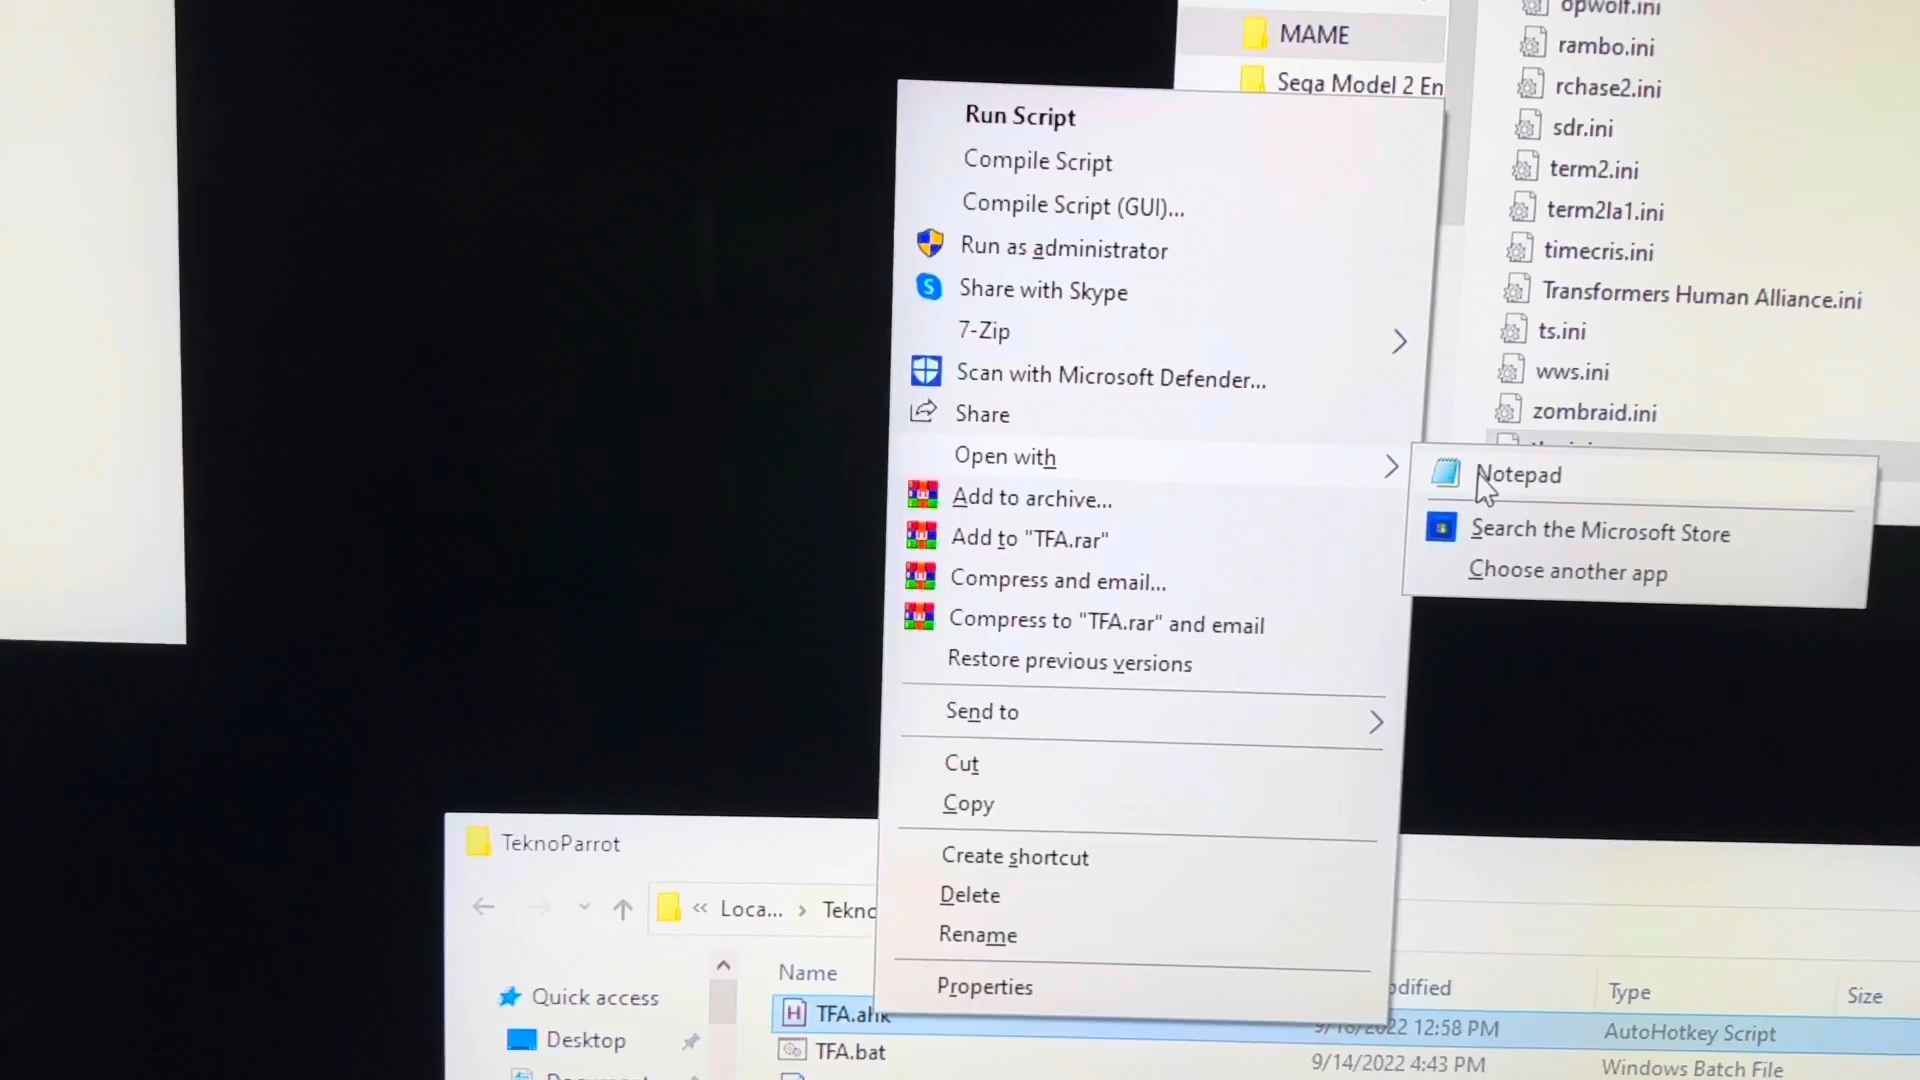 opwolf.ini
MAME
rambo.ini
Sega Model 2 En
rchase2.ini
Run Script
sdr.ini
Compile Script
term2.ini
Compile Script (GUI)...
term2la1.ini
Run as administrator
timecris.ini
Share with Skype
Transformers Human Alliance.ini
7-Zip
ts.ini
Scan with Microsoft Defender...
wws.ini
Share
zombraid.ini
Open with
Notepad
Add to archive...
Search the Microsoft Store
Add to "TFA.rar"
Choose another app
Compress and email...
Compress to "TFA.rar" and email
Restore previous versions
Send to
Cut
Copy
TeknoParrot
Create shortcut
Delete
« Loca... › Tekno
Rename
Name
Properties
Type
Size
Quick access
TFA.ahk
12:58 PM
AutoHotkey Script
Desktop
TFA.bat
9/14/2022 4:43 PM
Windows Batch File